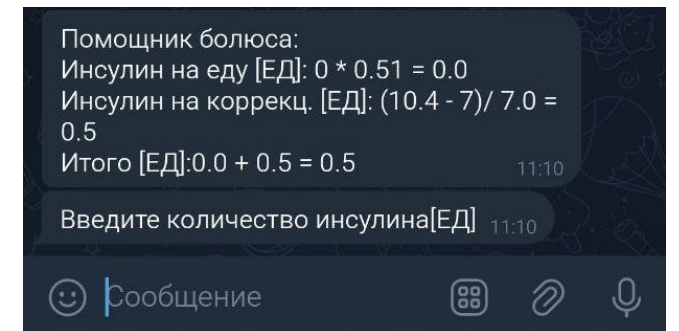 Помощник болюса:
Инсулин на еду [ЕД]: 0 * 0.51 = 0.0
Инсулин на коррекц. [ЕД]: (10.4 - 7)/ 7.0 =
0.5
Итого [ЕД]:0.0 + 0.5 = 0.5
11:10
Введите количество инсулина[ЕД]
11:10
Сообщение